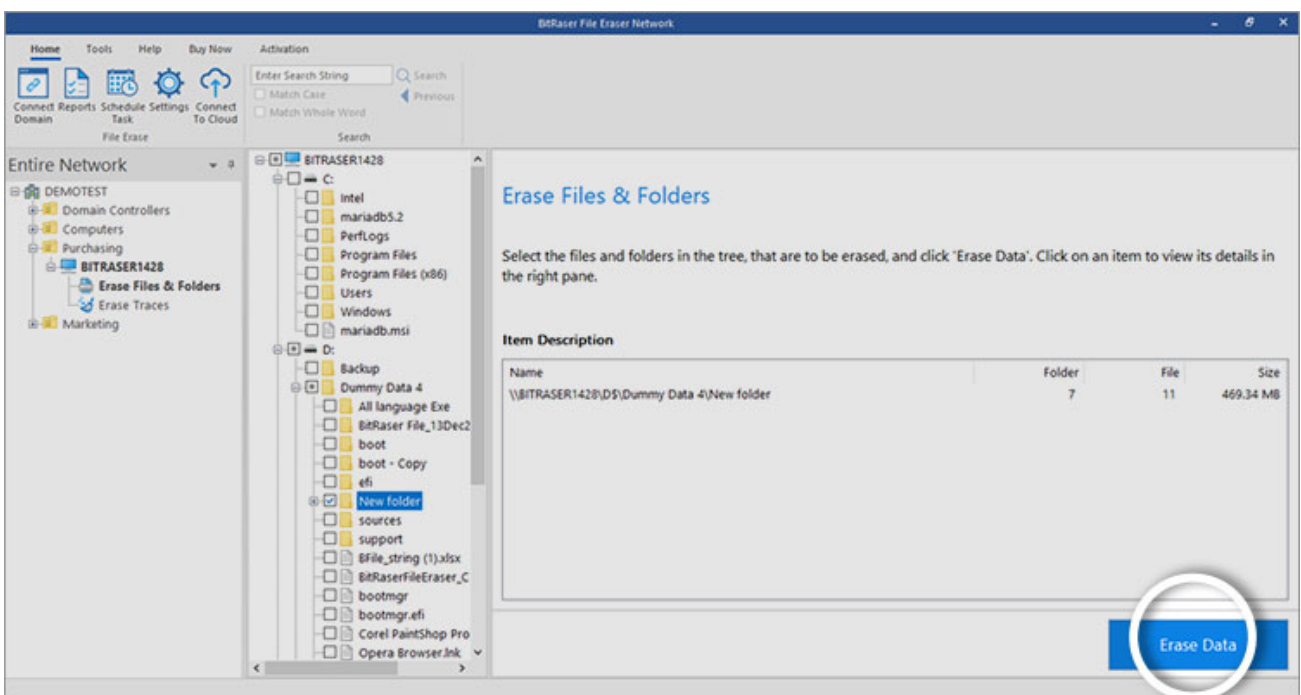 BitRaser File Eraser Network
Home Tools Help Buy Now Activation
Connect Domain
Reports
Schedule Task
Settings
Connect To Cloud
File Erase
Enter Search String
Search
Match Case
Previous
Match Whole Word
Search
Entire Network
DEMOTEST
Domain Controllers
Computers
Purchasing
BITRASER1428
Erase Files & Folders
Erase Traces
Marketing
BITRASER1428
C:
Intel
mariadb5.2
PerfLogs
Program Files
Program Files (x86)
Users
Windows
mariadb.msi
D:
Backup
Dummy Data 4
All language Exe
BitRaser File_13Dec2
boot
boot - Copy
efi
New folder
sources
support
BFile_string (1).xlsx
BitRaserFileEraser_C
bootmgr
bootmgr.efi
Corel PaintShop Pro
Opera Browser.lnk
Erase Files & Folders
Select the files and folders in the tree, that are to be erased, and click 'Erase Data'. Click on an item to view its details in
the right pane.
Item Description
Name Folder File Size
\\BITRASER1428\D$\Dummy Data 4\New folder 7 11 469.34 MB
Erase Data